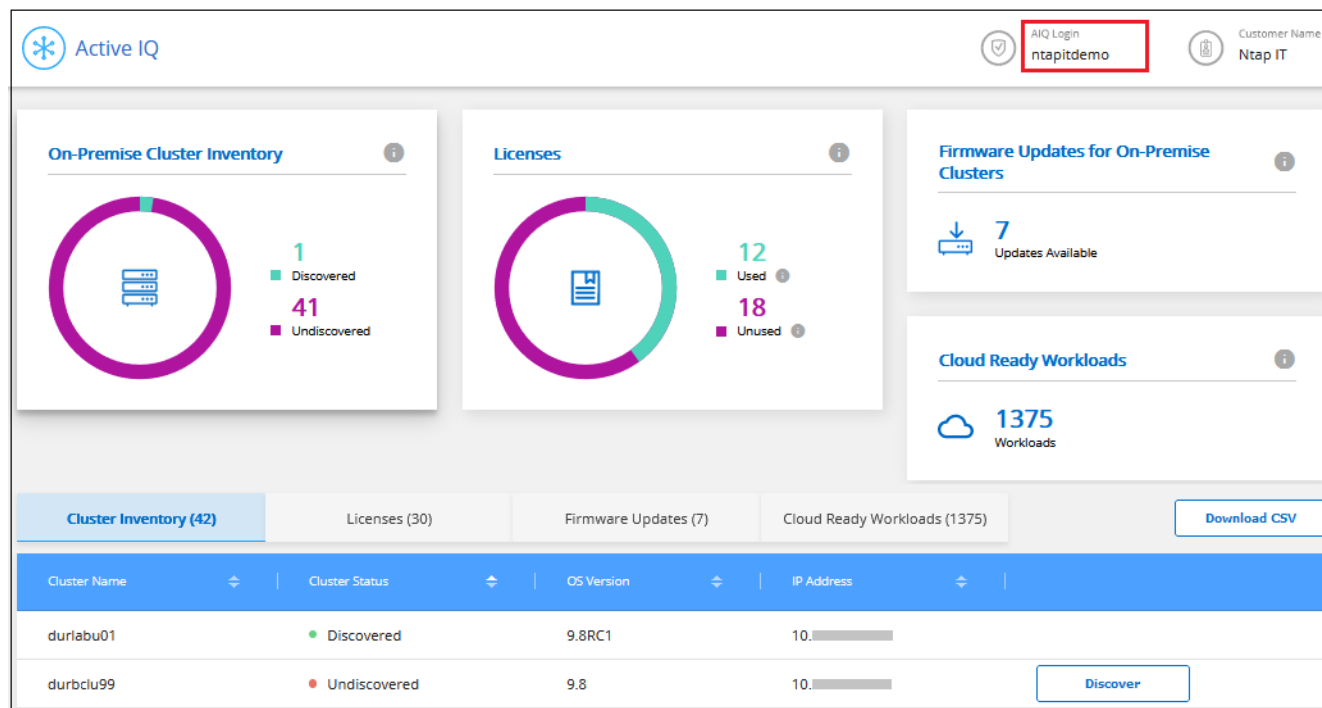 Active IQ
AIQ Login
ntapitdemo
Customer Name
Ntap IT
On-Premise Cluster Inventory
1
Discovered
41
Undiscovered
Licenses
12
Used
18
Unused
Firmware Updates for On-Premise
Clusters
7
Updates Available
Cloud Ready Workloads
1375
Workloads
Cluster Inventory (42)
Licenses (30)
Firmware Updates (7)
Cloud Ready Workloads (1375)
Download CSV
Cluster Name
Cluster Status
OS Version
IP Address
durlabu01
Discovered
9.8RC1
10.
durbclu99
Undiscovered
9.8
10.
Discover